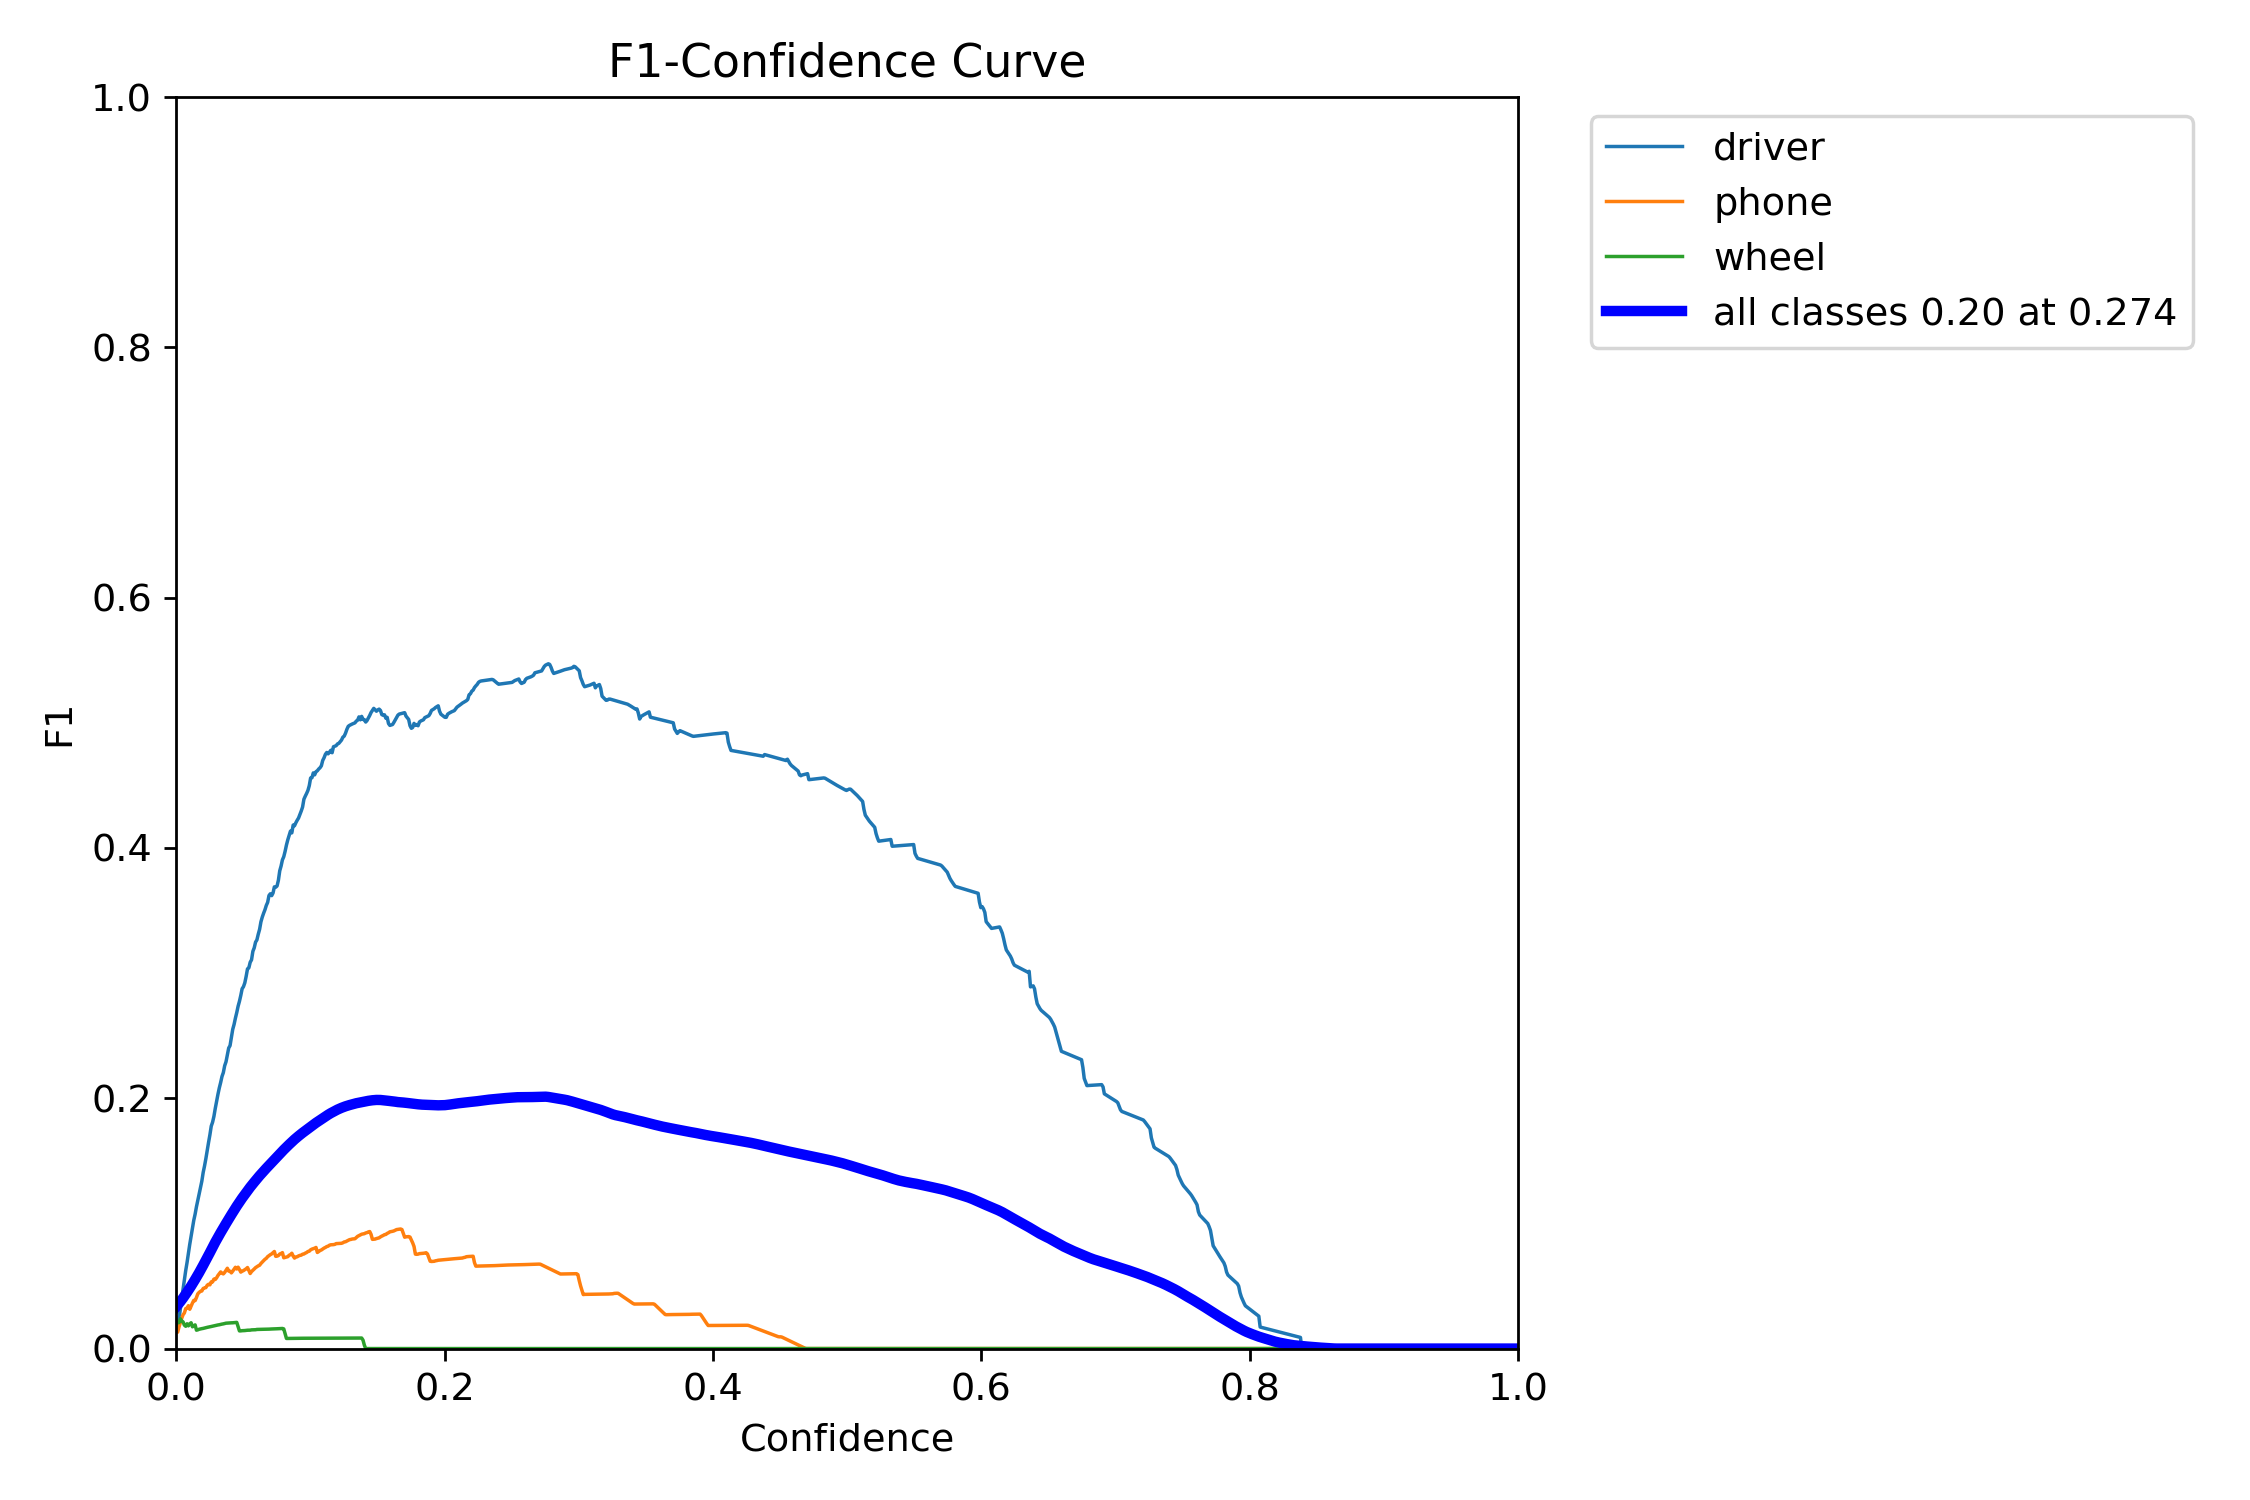 F1-Confidence Curve
1.0
0.8
0.6
0.4
0.2
0.0
F1
0.0 0.2 0.4 0.6 0.8 1.0
Confidence
driver
phone
wheel
all classes 0.20 at 0.274